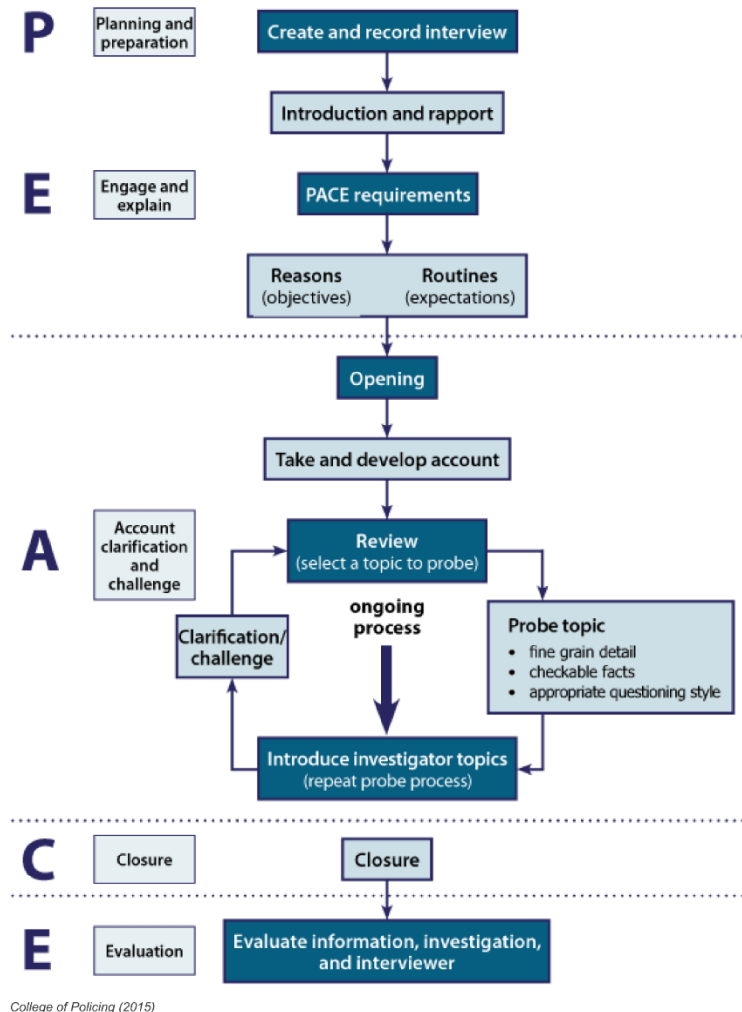 P
Planning and
preparation
Create and record interview
Introduction and rapport
E
Engage and
explain
PACE requirements
Reasons
(objectives)
Routines
(expectations)
Opening
Take and develop account
A
Account
clarification
and
challenge
Review
(select a topic to probe)
ongoing
process
Clarification/
challenge
Probe topic
• fine grain detail
• checkable facts
• appropriate questioning style
Introduce investigator topics
(repeat probe process)
C
Closure
Closure
E
Evaluation
Evaluate information, investigation,
and interviewer
College of Policing (2015)